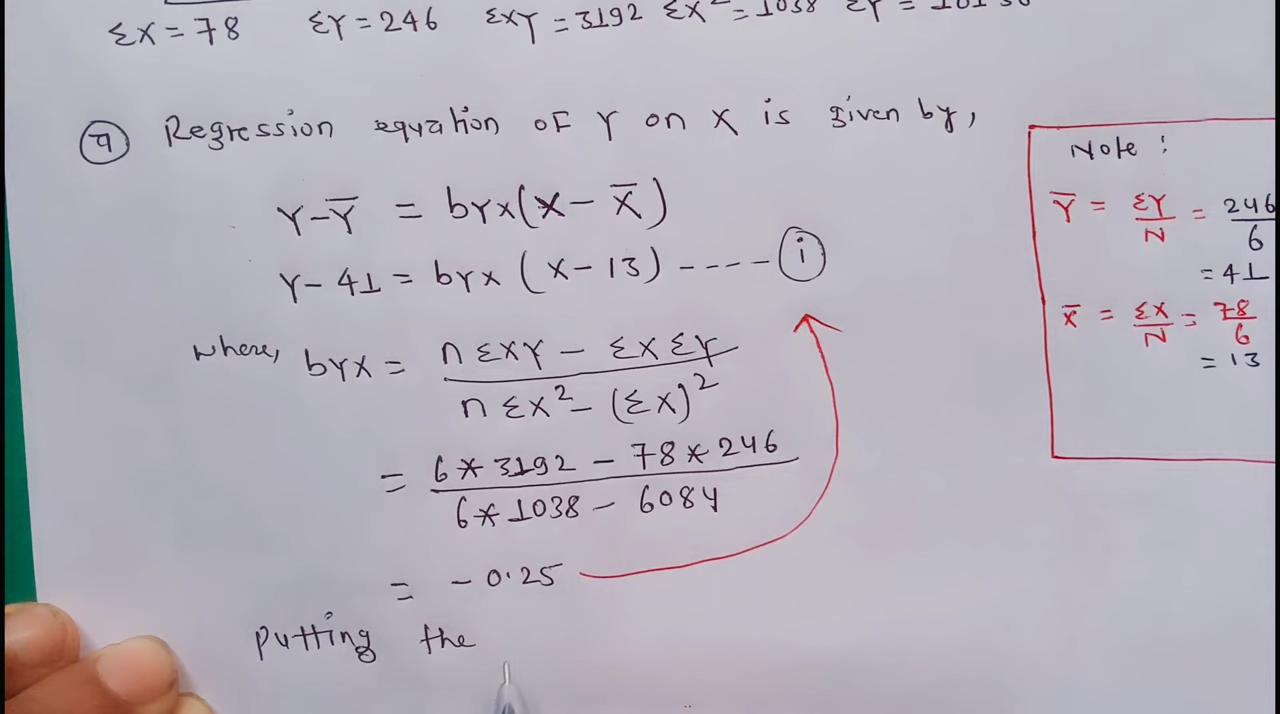 ΣX = 78 ΣY = 246 ΣXY = 3192 ΣX² = 1038
(a) Regression equation of Y on X is given by,
Y - Ȳ = bYX(X - X̄)
Y - 41 = bYX (X - 13) ---- (i)
where, bYX = (nΣXY - ΣXΣY) / (nΣX² - (ΣX)²)
= (6*3192 - 78*246) / (6*1038 - 6084)
= - 0.25
Putting the
Note :
Ȳ = ΣY/N = 246/6
= 41
X̄ = ΣX/N = 78/6
= 13